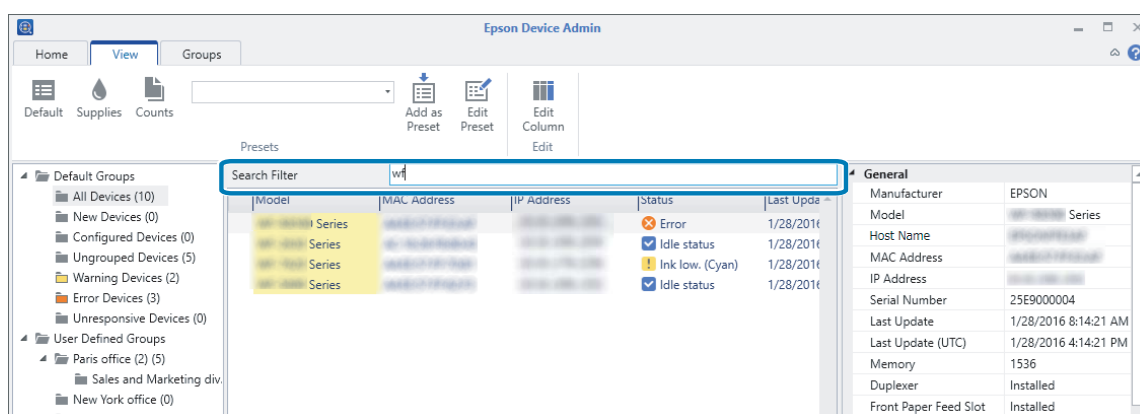 Epson Device Admin
Home View Groups
Default Supplies Counts Add as Preset Edit Preset Edit Column
Presets Edit
Search Filter wf
Default Groups
All Devices (10)
New Devices (0)
Configured Devices (0)
Ungrouped Devices (5)
Warning Devices (2)
Error Devices (3)
Unresponsive Devices (0)
User Defined Groups
Paris office (2) (5)
Sales and Marketing div.
New York office (0)
Model MAC Address IP Address Status Last Upda
Series Error 1/28/2016
Series Idle status 1/28/2016
Series Ink low. (Cyan) 1/28/2016
Series Idle status 1/28/2016
General
Manufacturer EPSON
Model Series
Host Name
MAC Address
IP Address
Serial Number 25E9000004
Last Update 1/28/2016 8:14:21 AM
Last Update (UTC) 1/28/2016 4:14:21 PM
Memory 1536
Duplexer Installed
Front Paper Feed Slot Installed